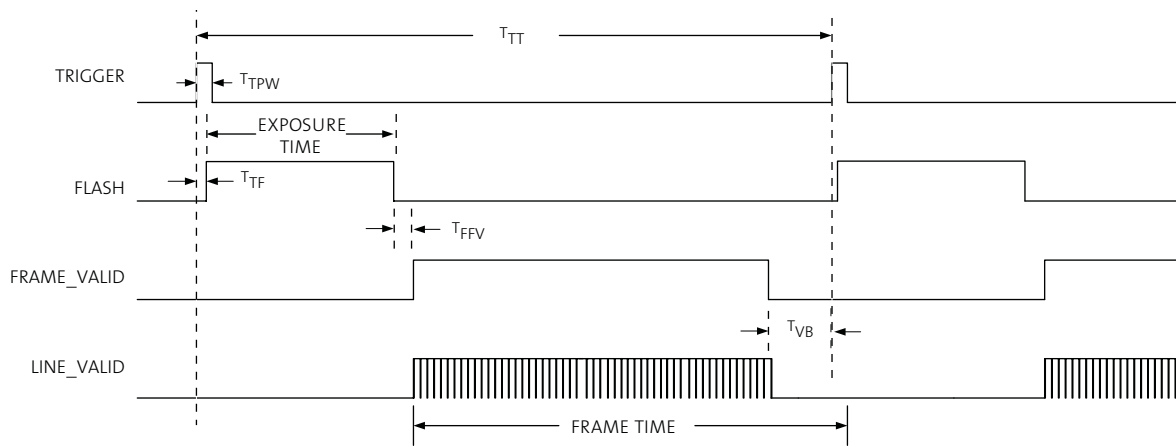 T_TT
TRIGGER
T_TPW
EXPOSURE
TIME
FLASH
T_TF
T_FFV
FRAME_VALID
T_VB
LINE_VALID
FRAME TIME